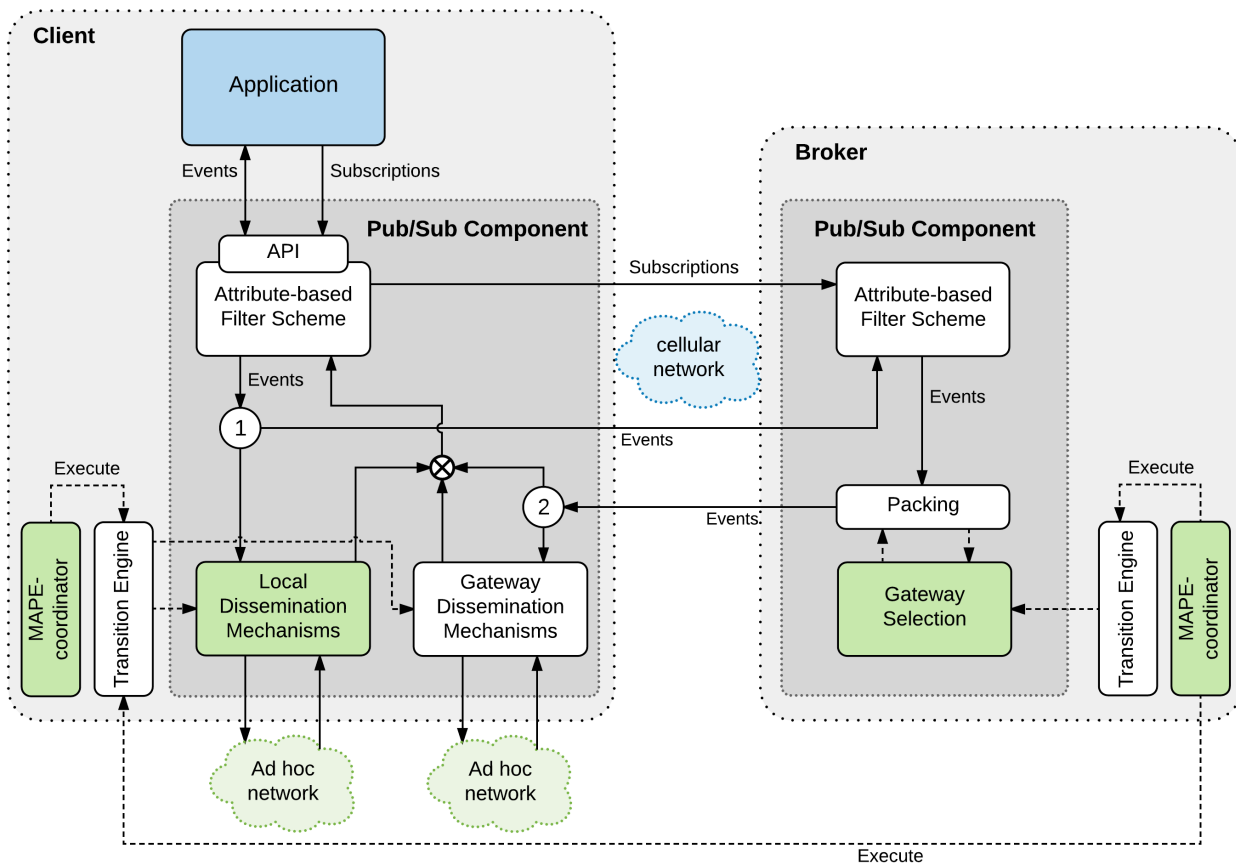 Client
Application
Events
Subscriptions
Pub/Sub Component
API
Attribute-based
Filter Scheme
Events
1
2
Execute
MAPE-
coordinator
Transition Engine
Local
Dissemination
Mechanisms
Gateway
Dissemination
Mechanisms
Ad hoc
network
Ad hoc
network
Subscriptions
cellular
network
Events
Events
Broker
Pub/Sub Component
Attribute-based
Filter Scheme
Events
Packing
Gateway
Selection
Execute
Transition Engine
MAPE-
coordinator
Execute